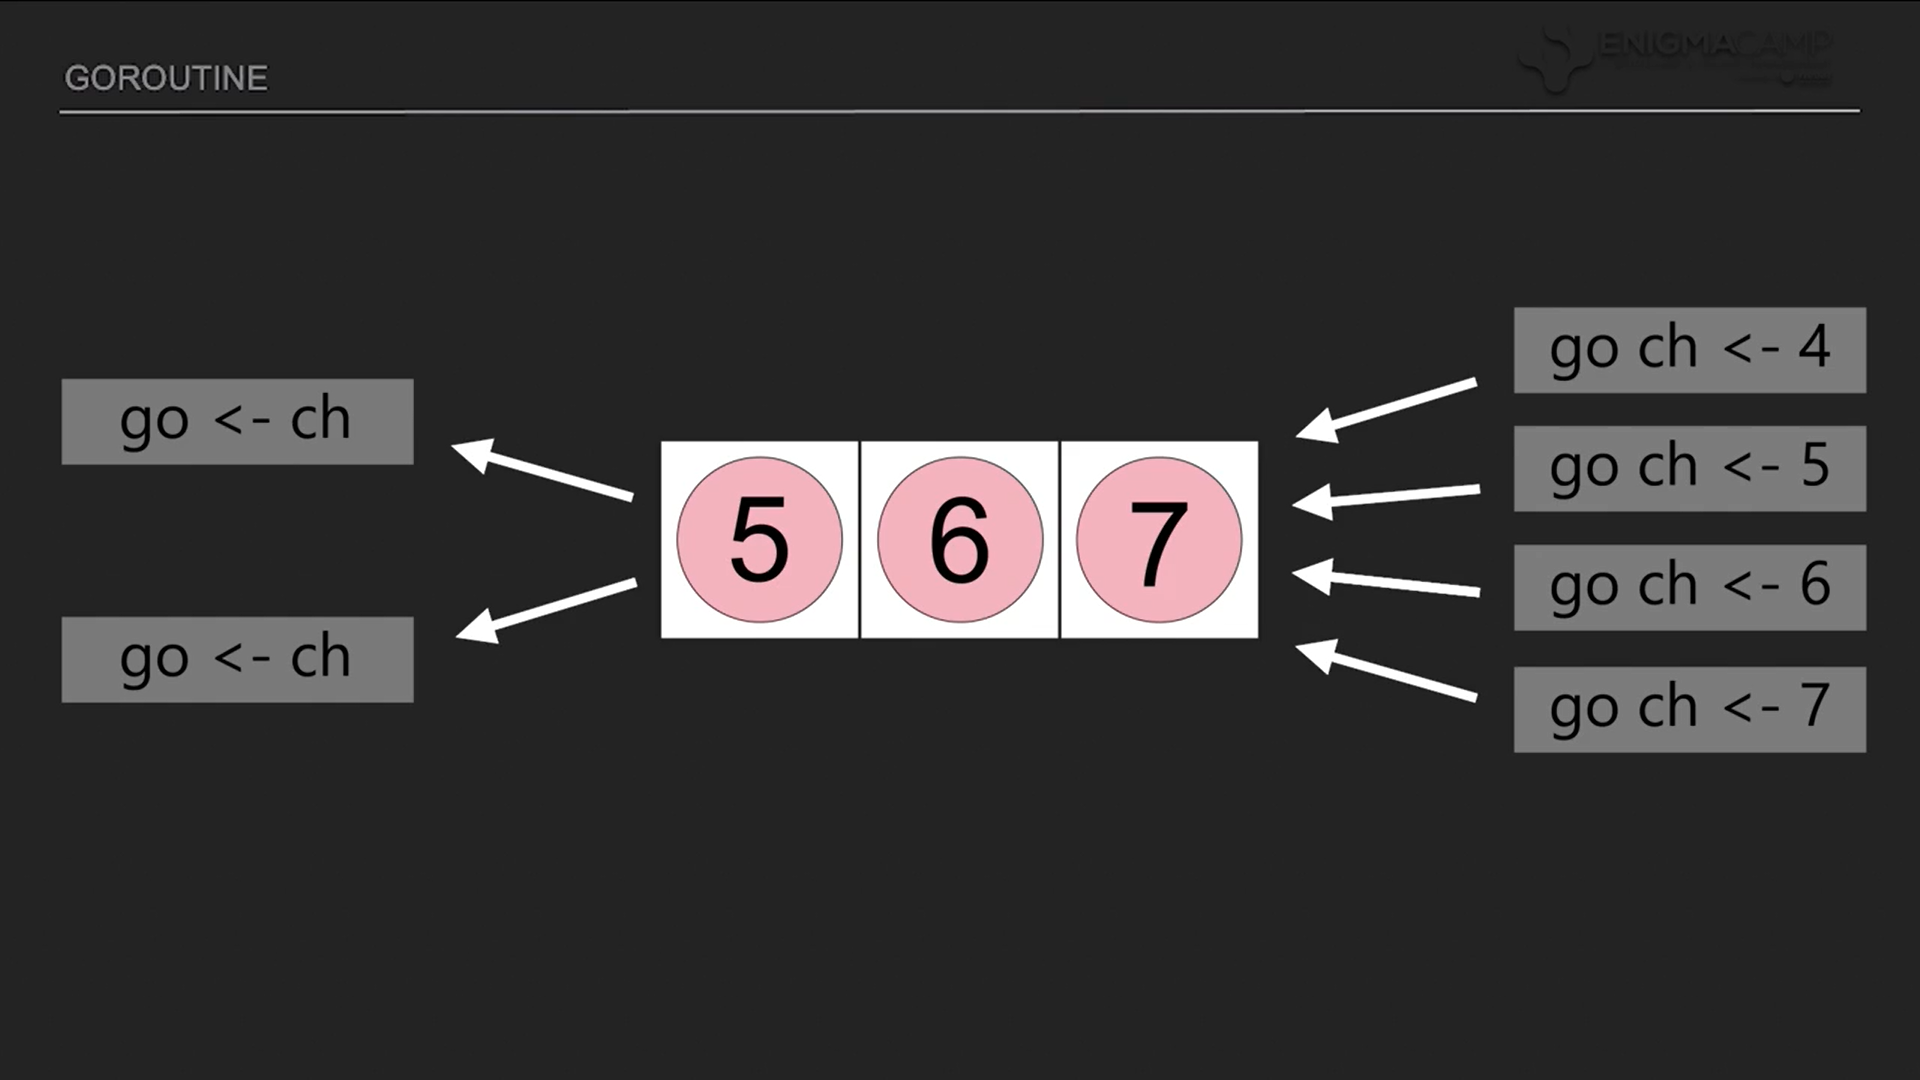 GOROUTINE
ENIGMACAMP
go <- ch
go <- ch
5 6 7
go ch <- 4
go ch <- 5
go ch <- 6
go ch <- 7